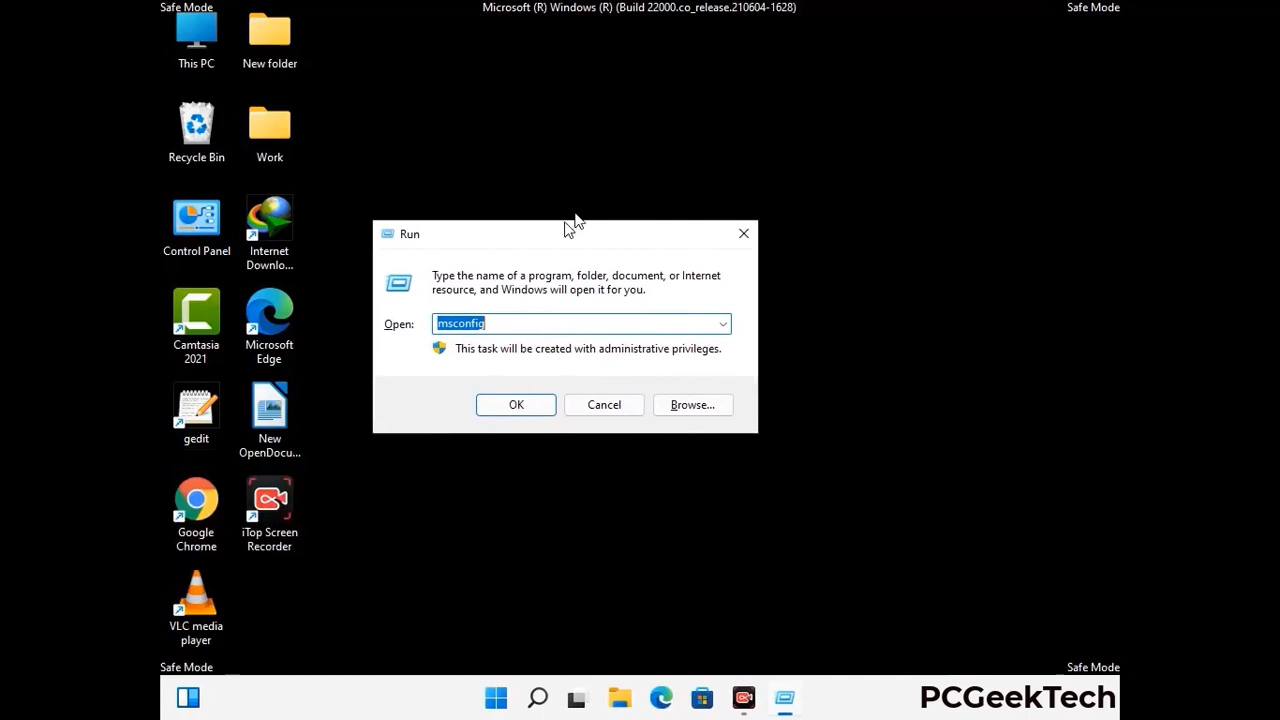 Safe Mode
Microsoft (R) Windows (R) (Build 22000.co_release.210604-1628)
Safe Mode
This PC
New folder
Recycle Bin
Work
Control Panel
Internet
Downlo...
Camtasia
2021
Microsoft
Edge
gedit
New
OpenDocu...
Google
Chrome
iTop Screen
Recorder
VLC media
player
Run
Type the name of a program, folder, document, or Internet
resource, and Windows will open it for you.
Open:
msconfig
This task will be created with administrative privileges.
OK
Cancel
Browse...
Safe Mode
Safe Mode
PCGeekTech